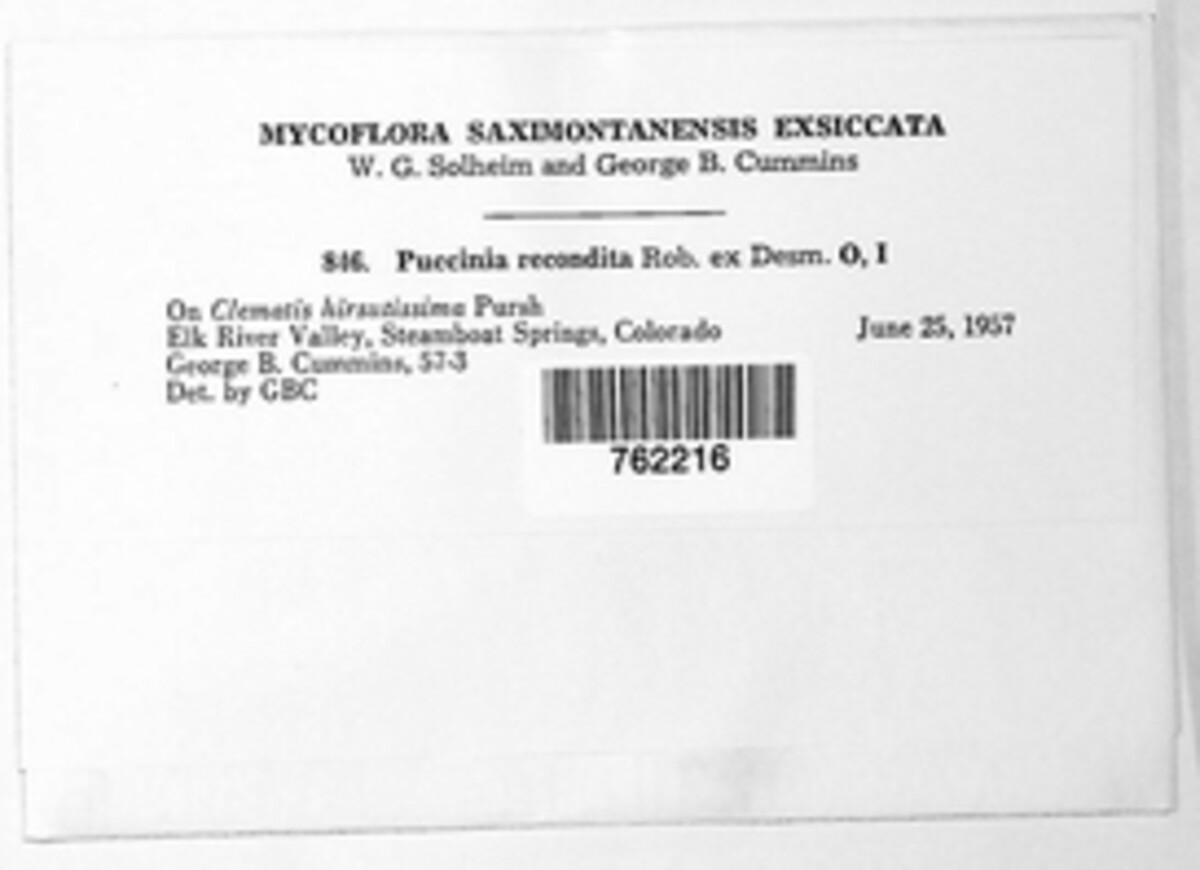 MYCOFLORA SAXIMONTANENSIS EXSICCATA
W. G. Solheim and George B. Cummins
846. Puccinia recondita Rob. ex Desm. O, I
On Clematis hirsutissima Pursh
Elk River Valley, Steamboat Springs, Colorado June 25, 1957
George B. Cummins, 57-3
Det. by GBC
762216